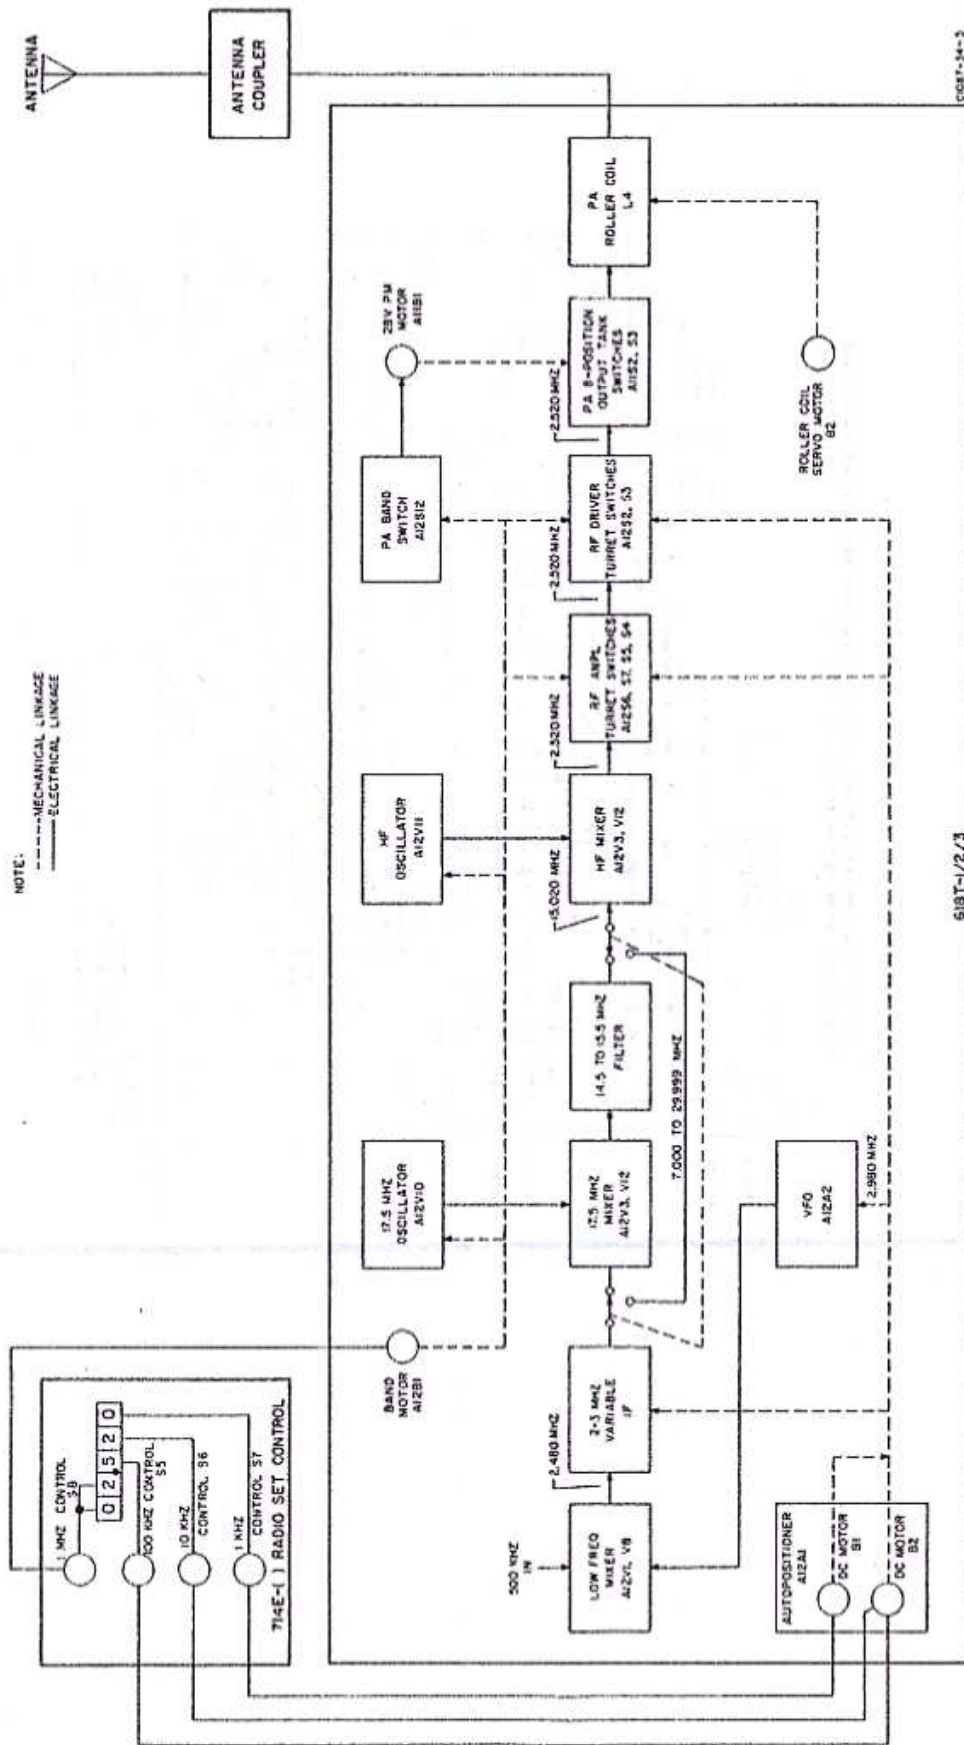 NOTE:
-----MECHANICAL LINKAGE
——ELECTRICAL LINKAGE
ANTENNA
ANTENNA
COUPLER
1 MHZ CONTROL
S8
0 2 5 2 0
100 KHZ CONTROL
S5
10 KHZ
CONTROL S6
1 KHZ
CONTROL S7
714E-( ) RADIO SET CONTROL
BAND
MOTOR
A12B1
17.5 MHZ
OSCILLATOR
A12V10
HF
OSCILLATOR
A12V11
PA BAND
SWITCH
A12S12
28V PM
MOTOR
A11B1
500 KHZ
IN
LOW FREQ
MIXER
A12V1, V8
2.480 MHZ
2-3 MHZ
VARIABLE
IF
17.5 MHZ
MIXER
A12V3, V12
14.5 TO 15.5 MHZ
FILTER
15.020 MHZ
HF MIXER
A12V3, V12
2.520 MHZ
RF AMPL
TURRET SWITCHES
A12S6, S7, S5, S4
2.520 MHZ
RF DRIVER
TURRET SWITCHES
A12S2, S3
2.520 MHZ
PA 8-POSITION
OUTPUT TANK
SWITCHES
A11S2, S3
PA
ROLLER COIL
L4
7.000 TO 29.999 MHZ
AUTOPOSITIONER
A12A1
DC MOTOR
B1
DC MOTOR
B2
VFO
A12A2
2.980 MHZ
ROLLER COIL
SERVO MOTOR
B2
618T-1/2/3